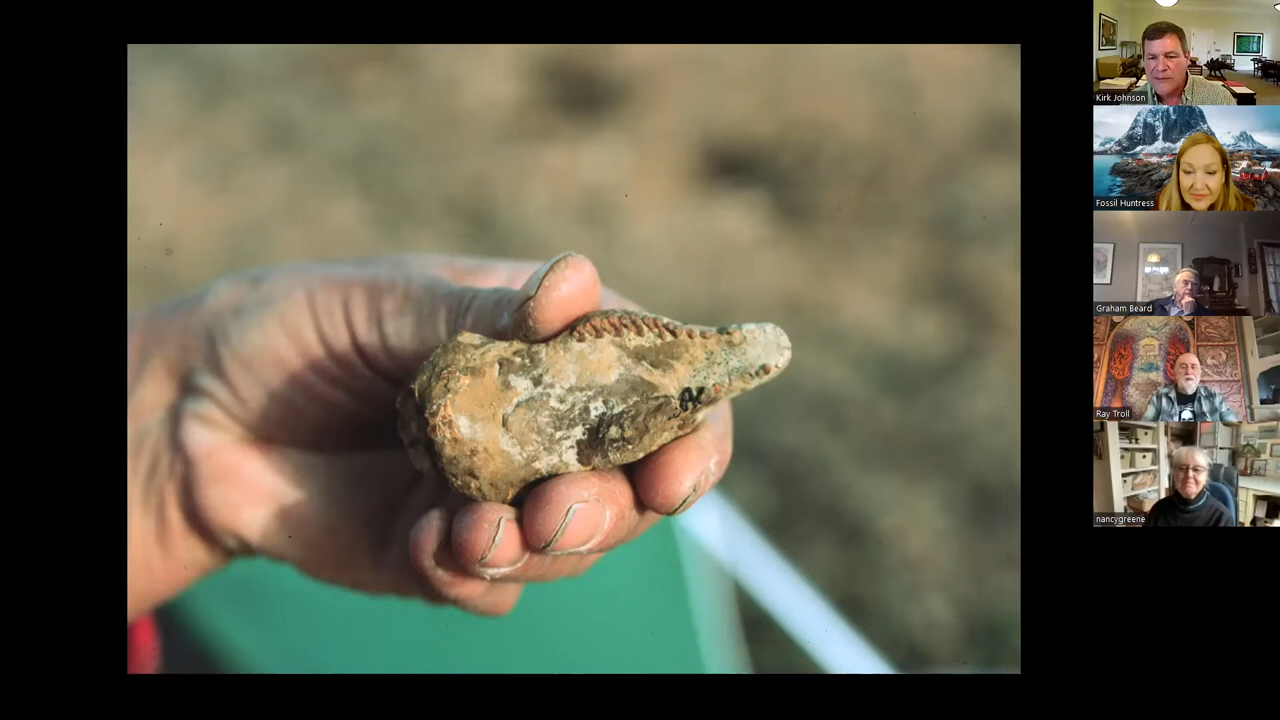 Kirk Johnson
Fossil Huntress
Graham Beard
Ray Troll
nancygreene